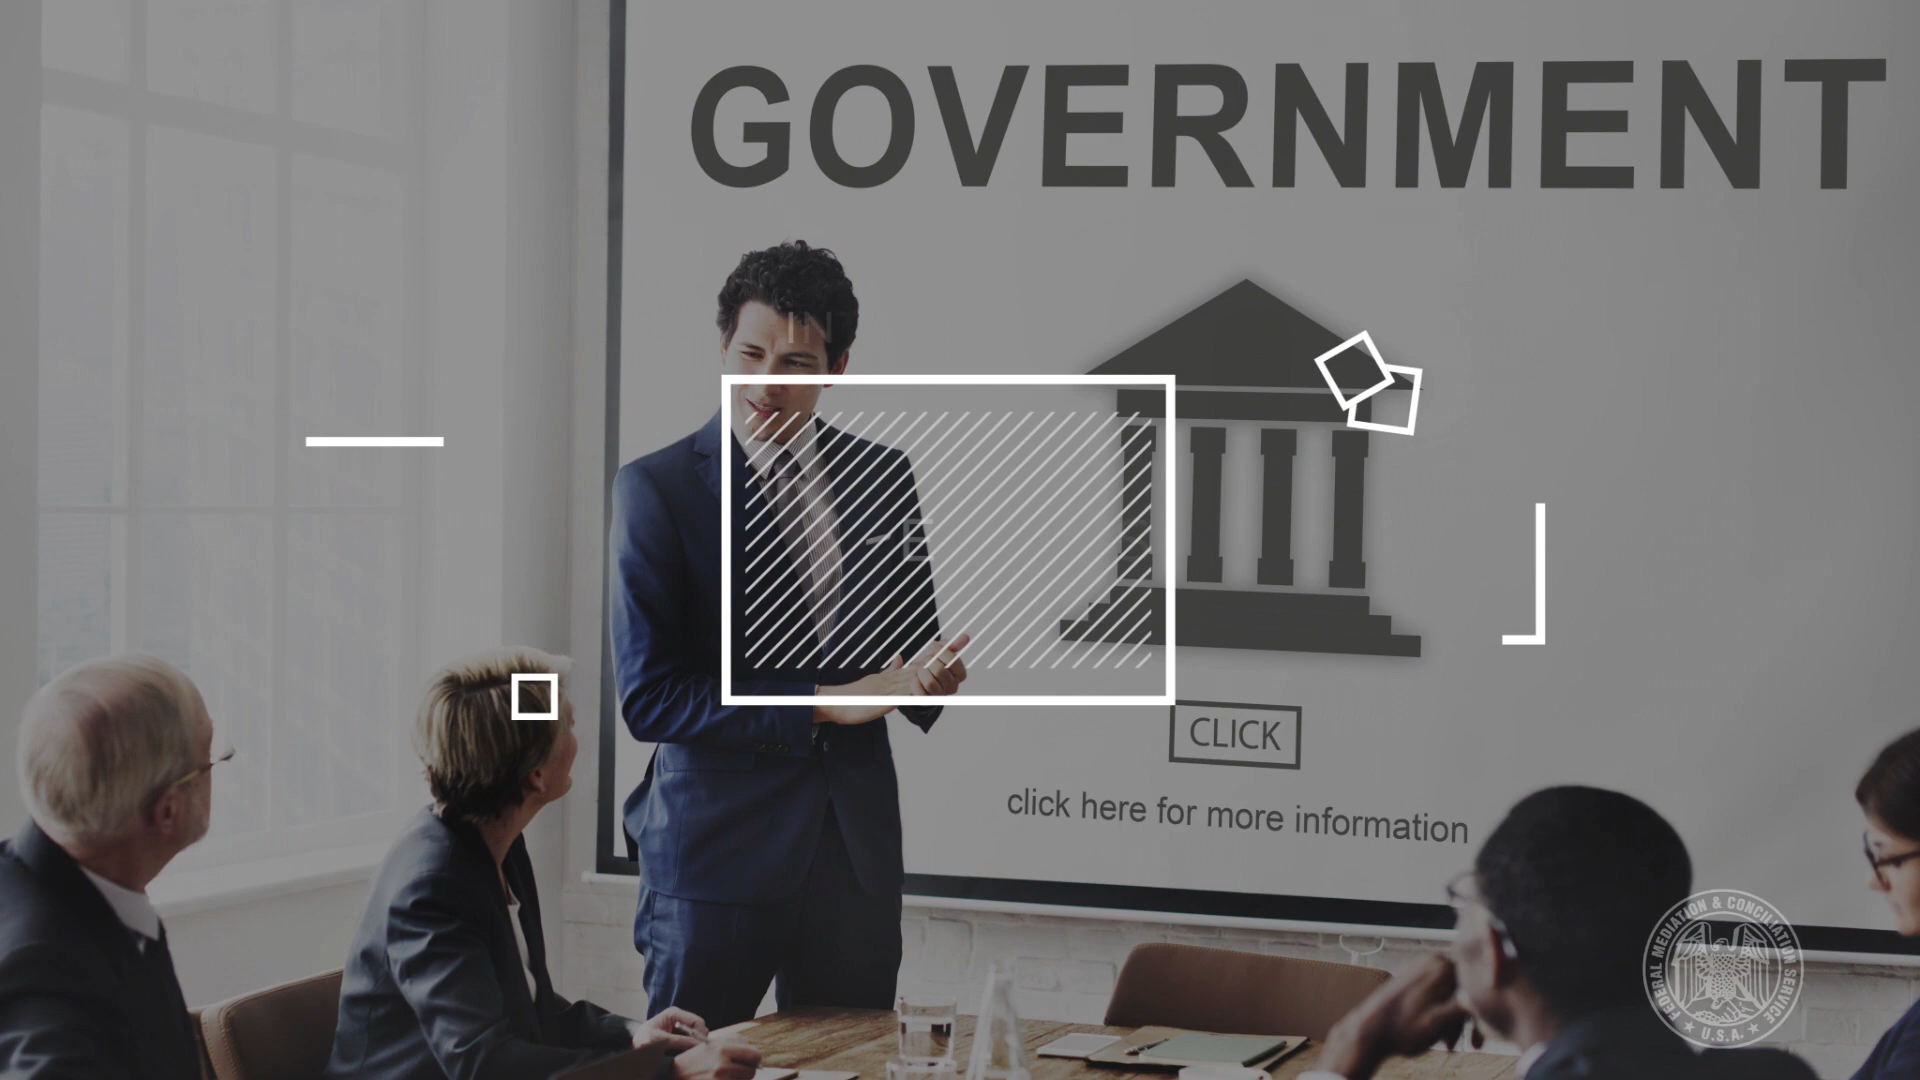 GOVERNMENT
CLICK
click here for more information
FEDERAL MEDIATION & CONCILIATION SERVICE
★ U.S.A. ★